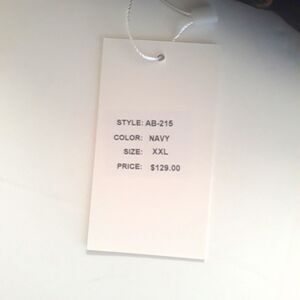 STYLE: AB-215
COLOR: NAVY
SIZE: XXL
PRICE: $129.00